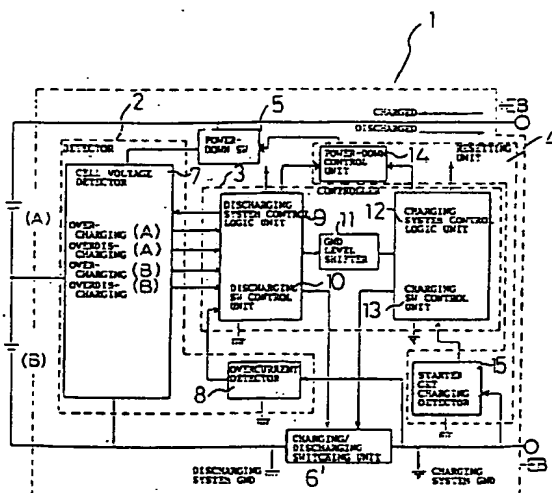 1
2
5
EB
CHARGED
DISCHARGED
4
DETECTOR
POWER-
DOWN SW
RESETTING
UNIT
7
3
POWER-DOWN
CONTROL
UNIT
14
CONTROLLER
CELL VOLTAGE
DETECTOR
(A)
DISCHARGING
SYSTEM CONTROL
LOGIC UNIT
9
11
12
CHARGING
SYSTEM CONTROL
LOGIC UNIT
OVER-
CHARGING (A)
OVERDIS-
CHARGING (A)
OVER-
CHARGING (B)
OVERDIS-
CHARGING (B)
GND
LEVEL
SHIFTER
10
DISCHARGING
SW CONTROL
UNIT
CHARGING
SW CONTROL
UNIT
13
(B)
8
OVERCURRENT
DETECTOR
15
STARTER
CKT
CHARGING
DETECTOR
CHARGING/
DISCHARGING
SWITCHING UNIT
6'
EB
DISCHARGING
SYSTEM GND
CHARGING
SYSTEM GND